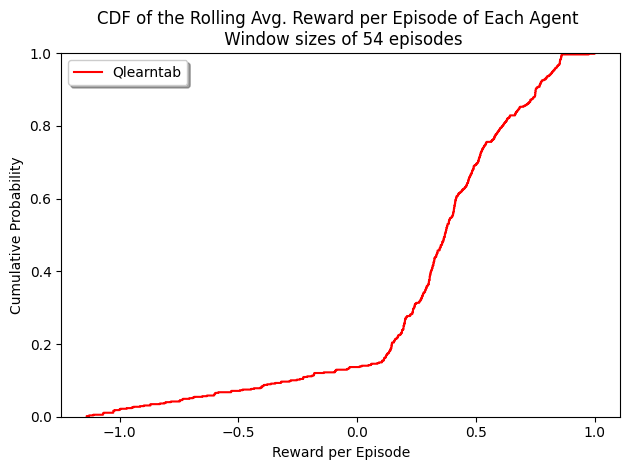 CDF of the Rolling Avg. Reward per Episode of Each Agent
Window sizes of 54 episodes
Qlearntab
Cumulative Probability
1.0
0.8
0.6
0.4
0.2
0.0
−1.0
−0.5
0.0
0.5
1.0
Reward per Episode